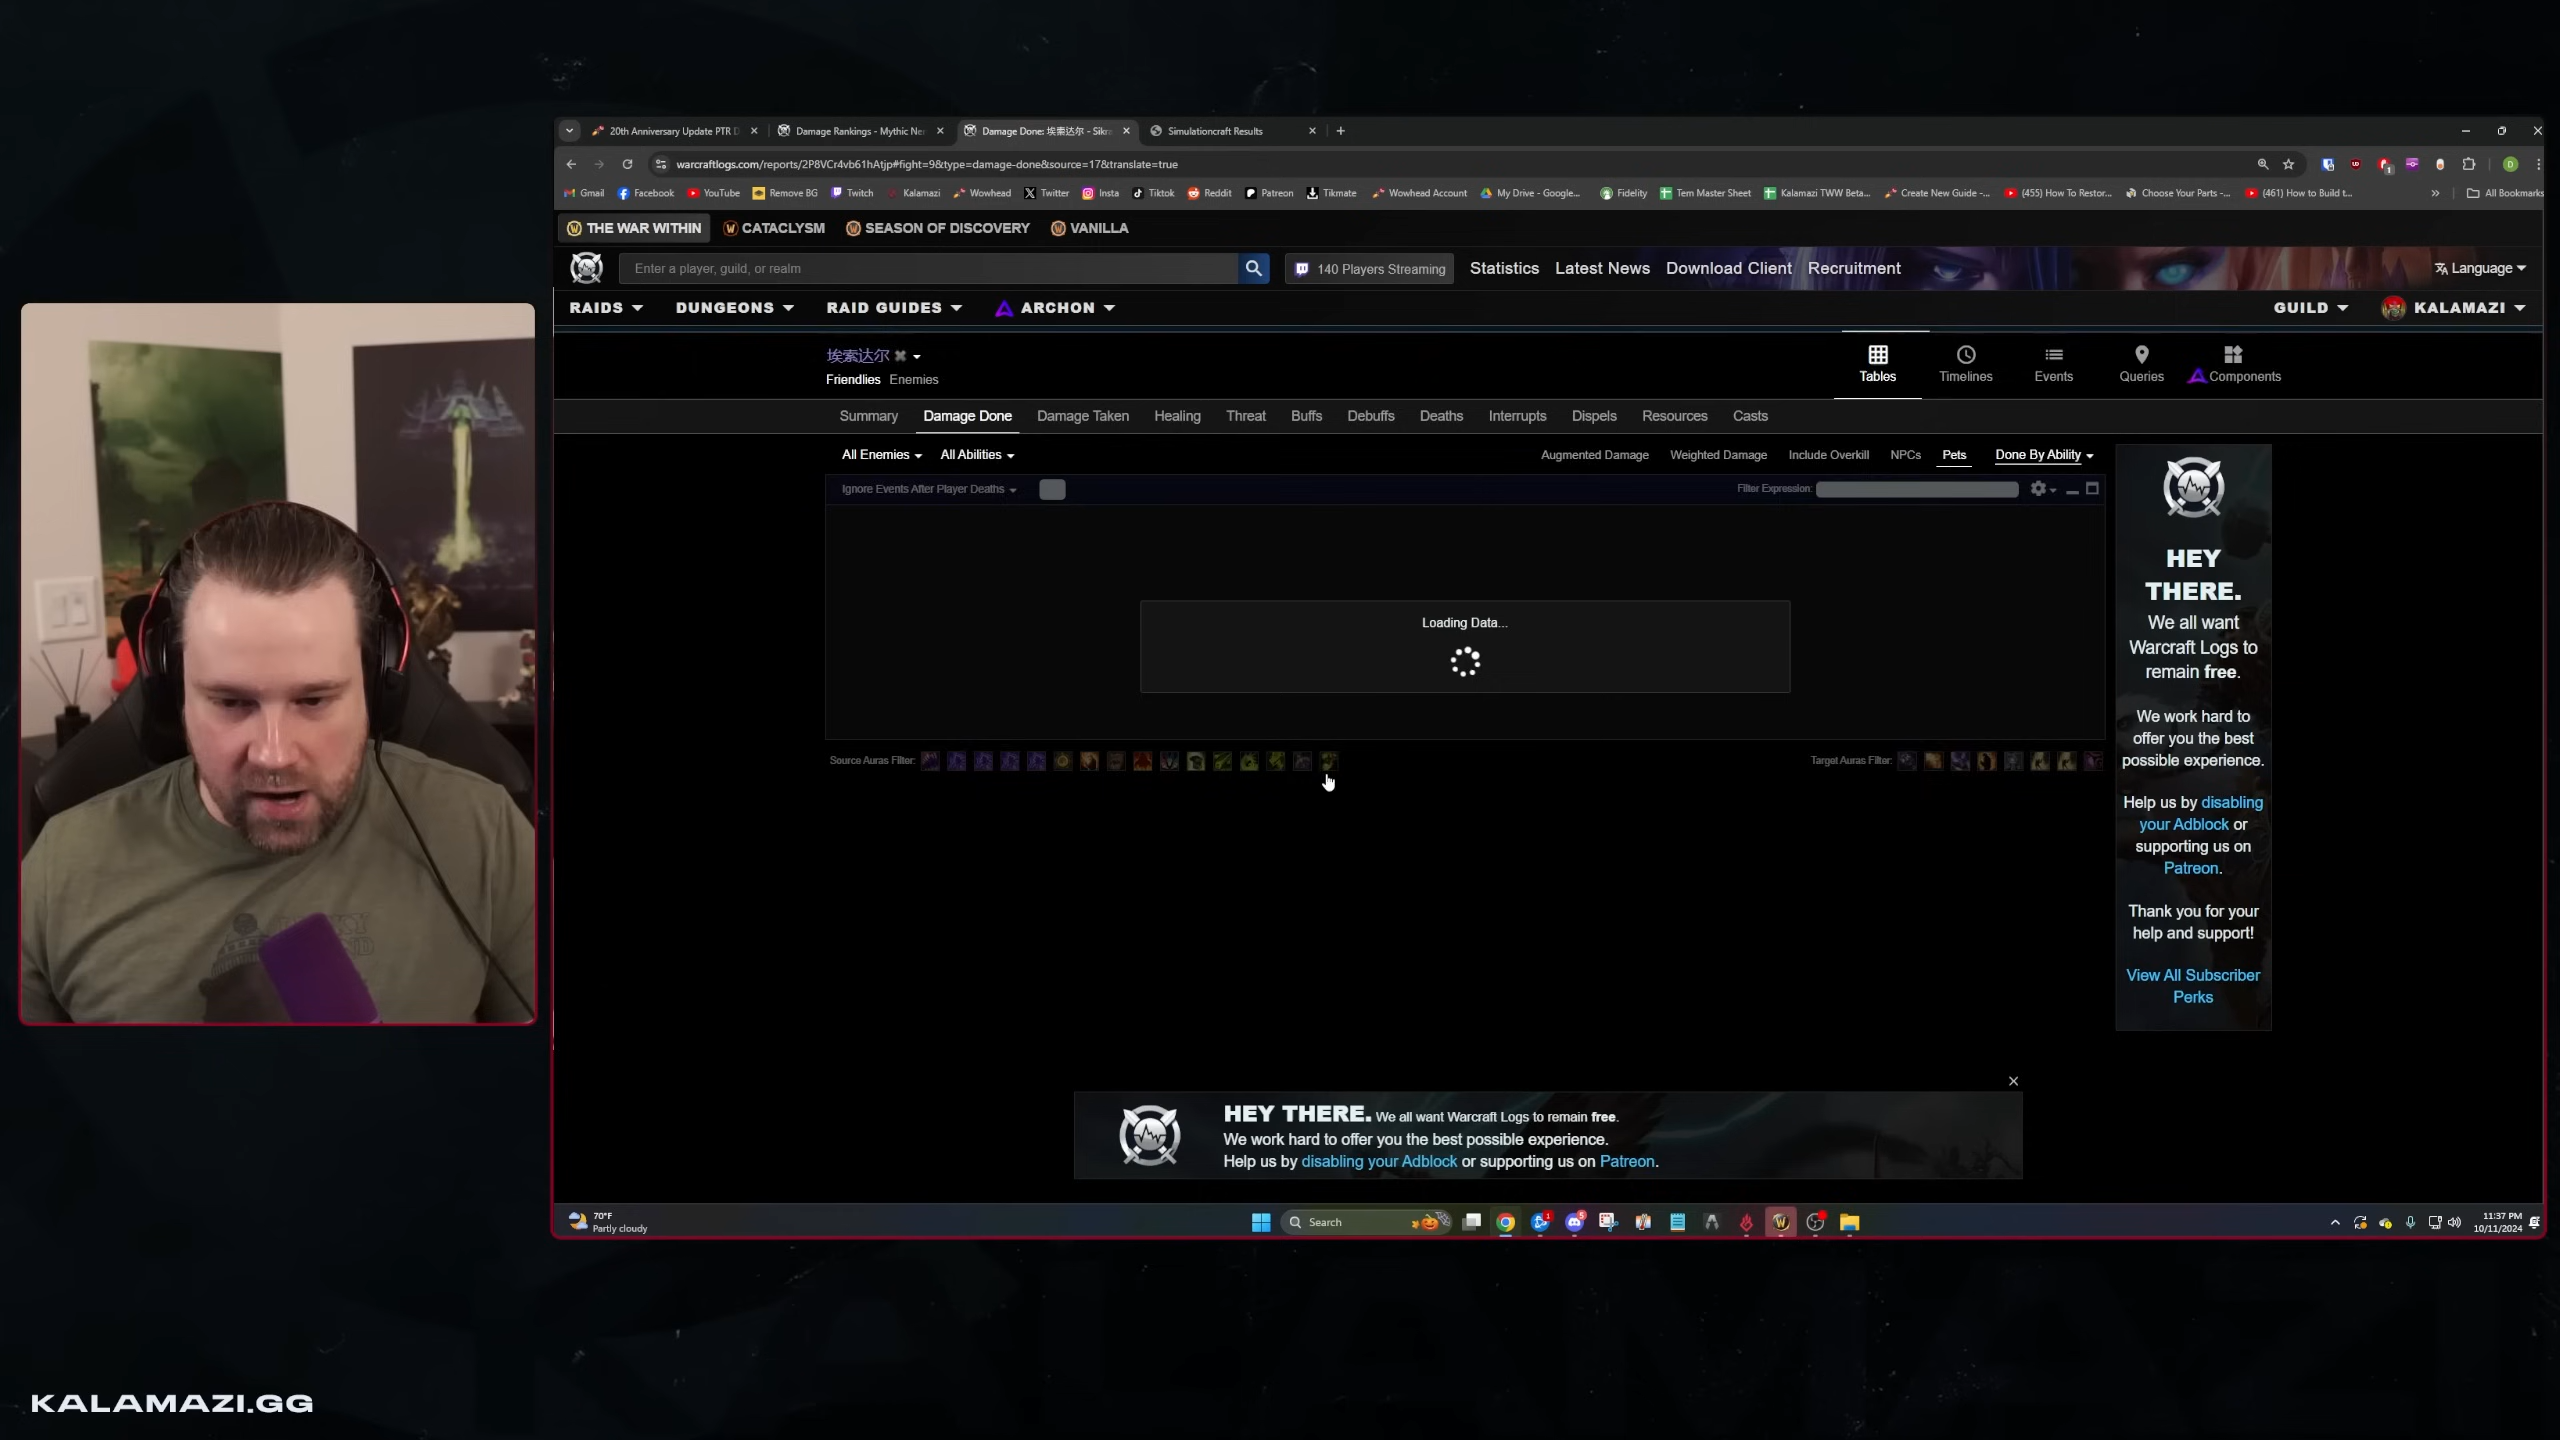 20th Anniversary Update PTR D
Damage Rankings - Mythic Ner
Damage Done: 埃索达尔 - Sikra
Simulationcraft Results
warcraftlogs.com/reports/2P8VCr4vb61hAtjp#fight=9&type=damage-done&source=17&translate=true
Gmail
Facebook
YouTube
Remove BG
Twitch
Kalamazi
Wowhead
Twitter
Insta
Tiktok
Reddit
Patreon
Tikmate
Wowhead Account
My Drive - Google...
Fidelity
Tem Master Sheet
Kalamazi TWW Beta...
Create New Guide -...
(455) How To Restor...
Choose Your Parts -...
(461) How to Build t...
All Bookmarks
THE WAR WITHIN
CATACLYSM
SEASON OF DISCOVERY
VANILLA
Enter a player, guild, or realm
140 Players Streaming
Statistics
Latest News
Download Client
Recruitment
Language
RAIDS
DUNGEONS
RAID GUIDES
ARCHON
GUILD
KALAMAZI
埃索达尔
Friendlies Enemies
Tables
Timelines
Events
Queries
Components
Summary
Damage Done
Damage Taken
Healing
Threat
Buffs
Debuffs
Deaths
Interrupts
Dispels
Resources
Casts
All Enemies
All Abilities
Augmented Damage
Weighted Damage
Include Overkill
NPCs
Pets
Done By Ability
Ignore Events After Player Deaths
Filter Expression:
Loading Data...
Source Auras Filter:
Target Auras Filter:
HEY
THERE.
We all want
Warcraft Logs to
remain free.
We work hard to
offer you the best
possible experience.
Help us by disabling
your Adblock or
supporting us on
Patreon.
Thank you for your
help and support!
View All Subscriber
Perks
HEY THERE. We all want Warcraft Logs to remain free.
We work hard to offer you the best possible experience.
Help us by disabling your Adblock or supporting us on Patreon.
70°F
Partly cloudy
Search
11:37 PM
10/11/2024
KALAMAZI.GG